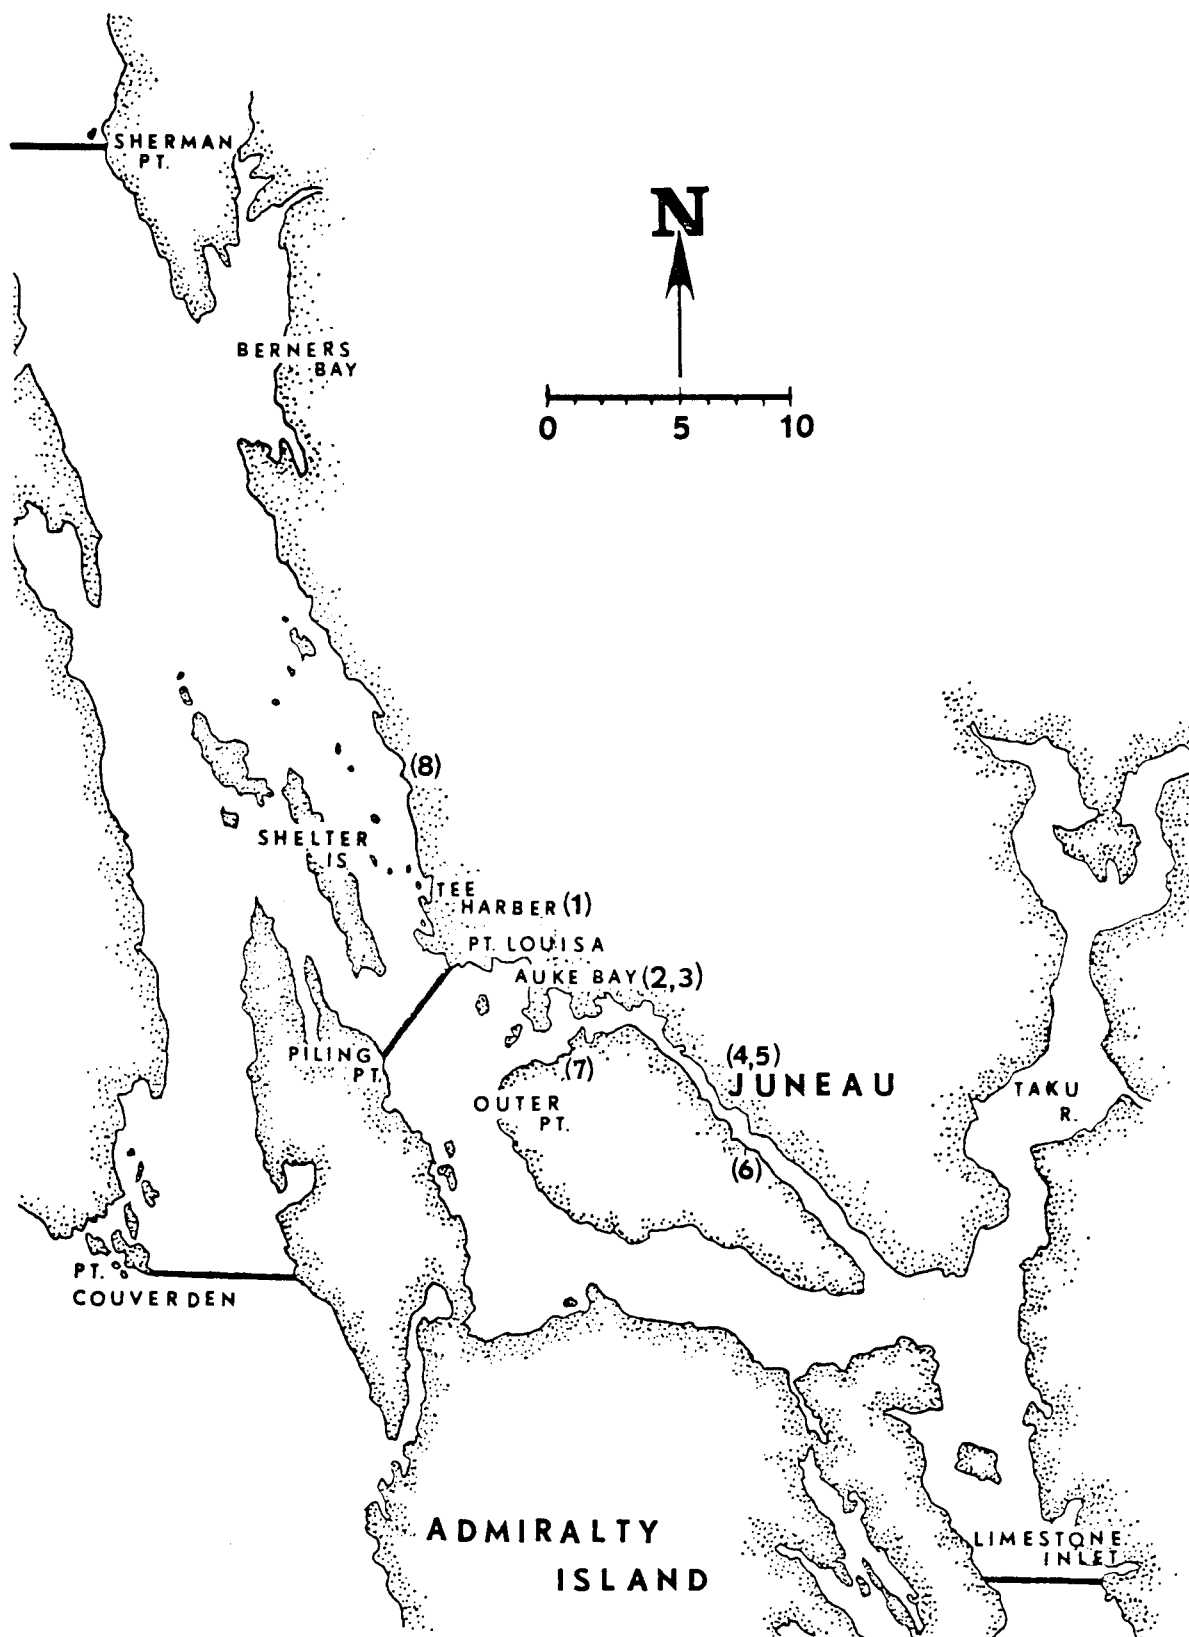 SHERMAN
PT.
N
BERNERS
BAY
0 5 10
(8)
SHELTER
IS
TEE
HARBER (1)
PT. LOUISA
AUKE BAY (2,3)
PILING
PT.
(7)
(4,5)
JUNEAU
OUTER
PT.
TAKU
R.
(6)
PT.
COUVERDEN
ADMIRALTY
ISLAND
LIMESTONE
INLET